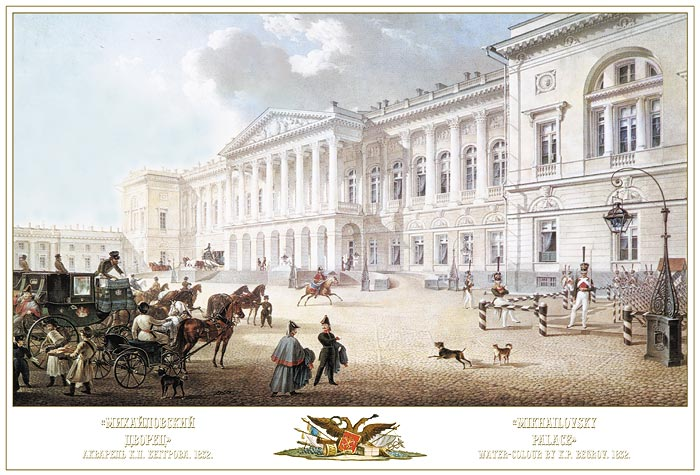 «МИХАЙЛОВСКИЙ
ДВОРЕЦ»
АКВАРЕЛЬ К.П. БЕГГРОВА. 1832.
«MIKHAILOVSKY
PALACE»
WATER-COLOUR BY K.P. BEGROV. 1832.